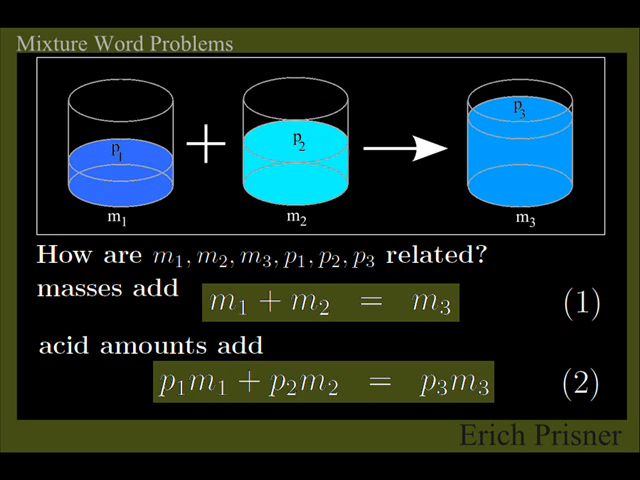 Mixture Word Problems
p₁ + p₂ p₃
m₁ m₂ m₃
How are m₁, m₂, m₃, p₁, p₂, p₃ related?
masses add m₁ + m₂ = m₃ (1)
acid amounts add
p₁m₁ + p₂m₂ = p₃m₃ (2)
Erich Prisner